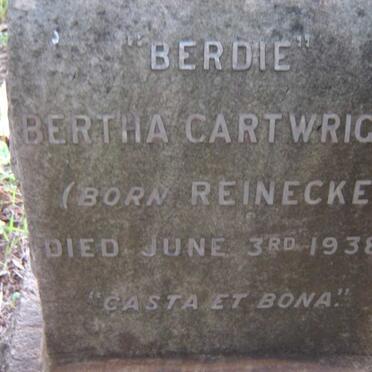 "BERDIE"
BERTHA CARTWRIG
(BORN REINECKE
DIED JUNE 3RD 1938
"CASTA ET BONA."